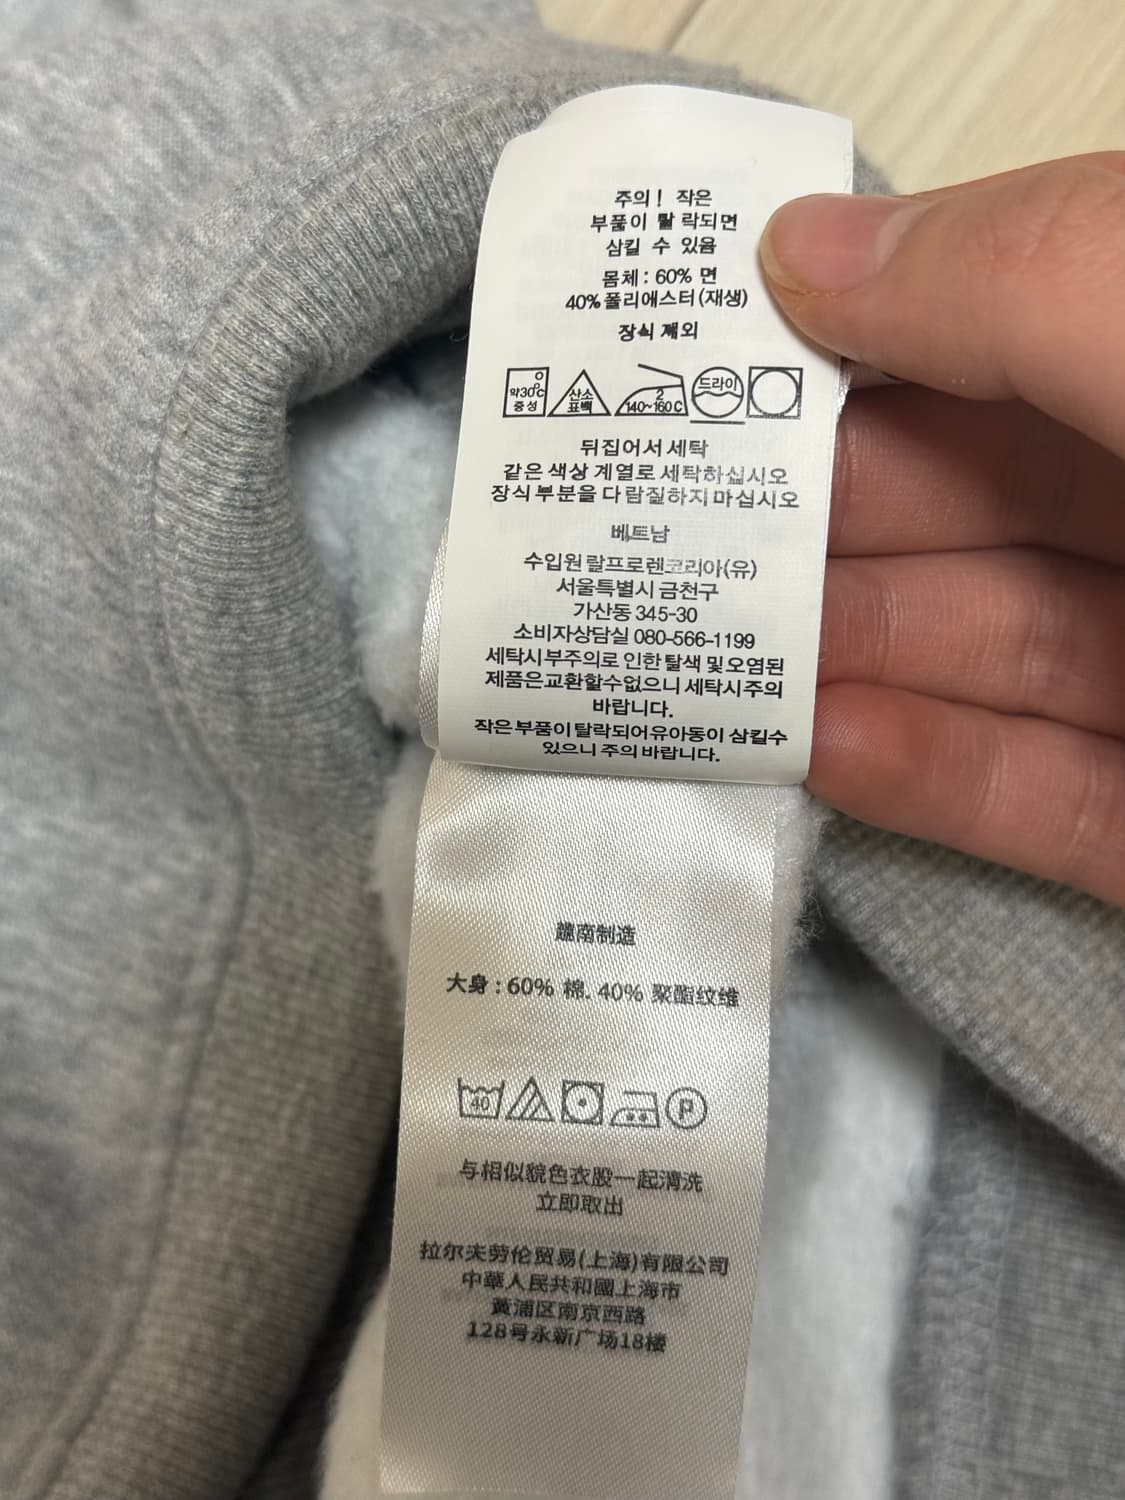 주의! 작은
부품이 탈 락되면
삼킬 수 있음
몸체: 60% 면
40% 폴리에스터(재생)
장식 제외
약30℃
중성
산소
표백
2
140~160C
드라이
뒤집어서 세탁
같은 색상 계열로 세탁하십시오
장식 부분을 다림질하지 마십시오
베트남
수입원 랄프로렌코리아(유)
서울특별시 금천구
가산동 345-30
소비자상담실 080-566-1199
세탁시부주의로 인한 탈색 및 오염된
제품은교환할수없으니 세탁시주의
바랍니다.
작은 부품이 탈락되어 유아동이 삼킬수
있으니 주의 바랍니다.
越南制造
大身: 60% 棉. 40% 聚酯纹维
40
P
与相似貌色衣股一起清洗
立即取出
拉尔夫劳伦贸易(上海)有限公司
中華人民共和國上海市
黄浦区南京西路
128号永新广场18楼